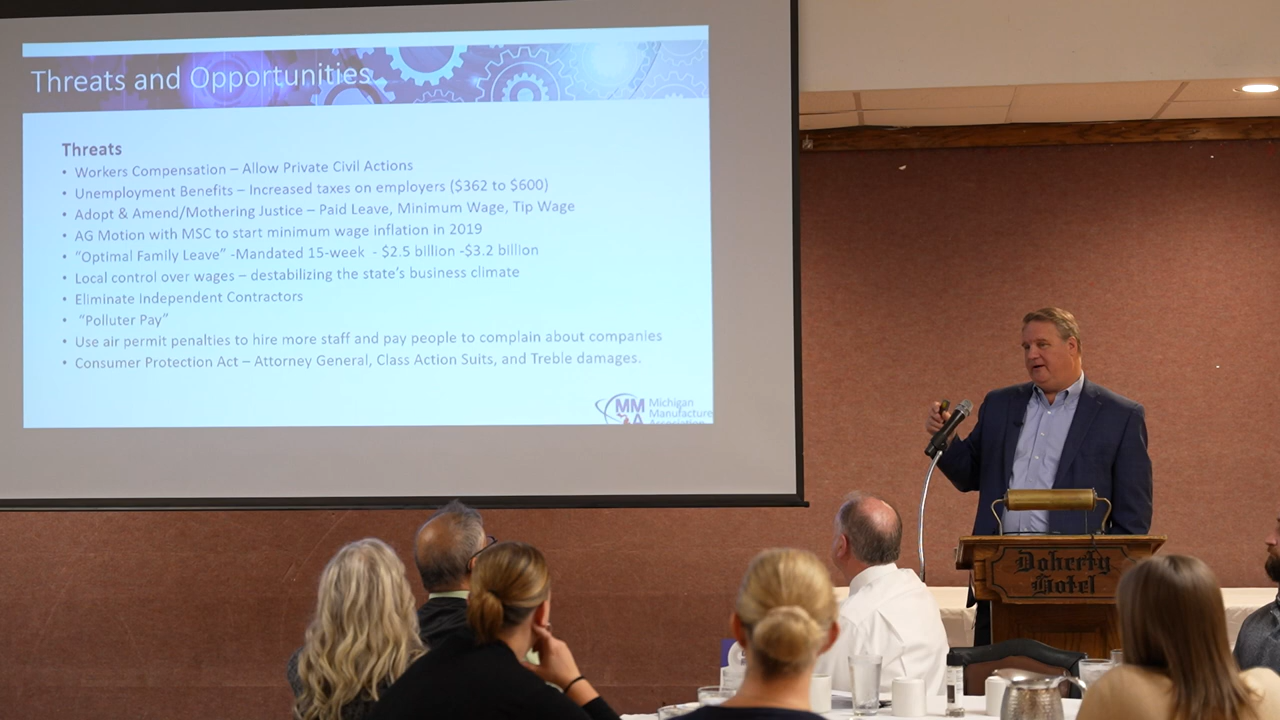 Threats and Opportunities
Threats
• Workers Compensation – Allow Private Civil Actions
• Unemployment Benefits – Increased taxes on employers ($362 to $600)
• Adopt & Amend/Mothering Justice – Paid Leave, Minimum Wage, Tip Wage
• AG Motion with MSC to start minimum wage inflation in 2019
• “Optimal Family Leave” -Mandated 15-week - $2.5 billion -$3.2 billion
• Local control over wages – destabilizing the state’s business climate
• Eliminate Independent Contractors
• “Polluter Pay”
• Use air permit penalties to hire more staff and pay people to complain about companies
• Consumer Protection Act – Attorney General, Class Action Suits, and Treble damages.
MMA
Michigan
Manufacture
Association
Doherty
Hotel